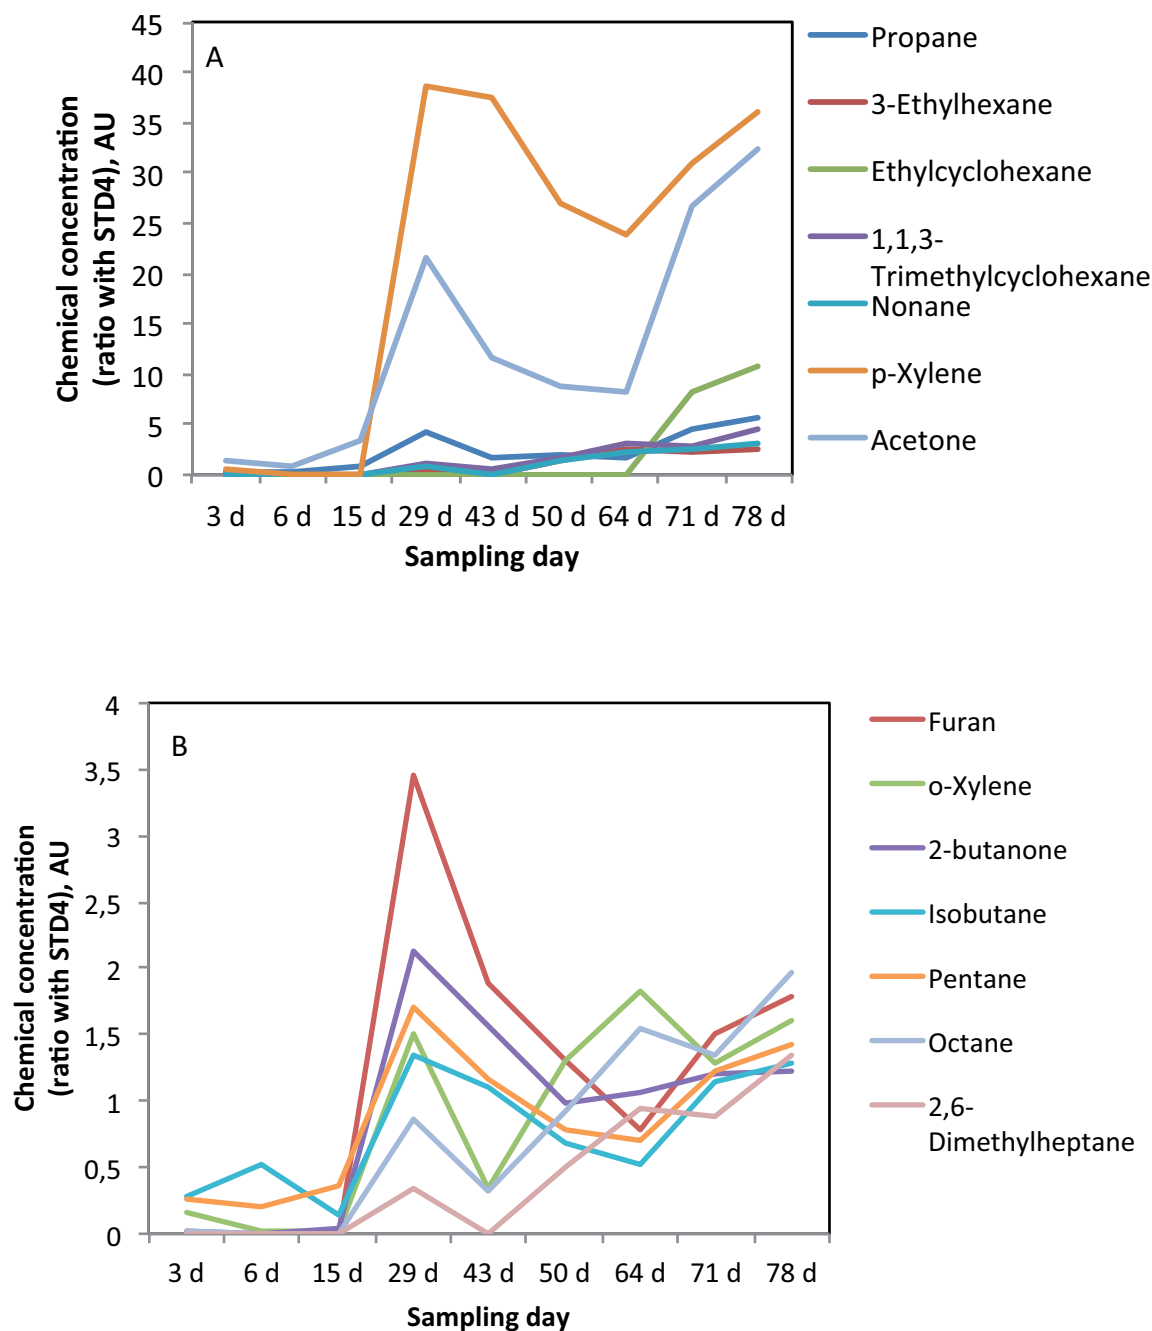 A
45
40
35
30
25
20
15
10
5
0
Chemical concentration
(ratio with STD4), AU
3 d 6 d 15 d 29 d 43 d 50 d 64 d 71 d 78 d
Sampling day
Propane
3-Ethylhexane
Ethylcyclohexane
1,1,3-
Trimethylcyclohexane
Nonane
p-Xylene
Acetone
B
4
3,5
3
2,5
2
1,5
1
0,5
0
Chemical concentration
(ratio with STD4), AU
3 d 6 d 15 d 29 d 43 d 50 d 64 d 71 d 78 d
Sampling day
Furan
o-Xylene
2-butanone
Isobutane
Pentane
Octane
2,6-
Dimethylheptane